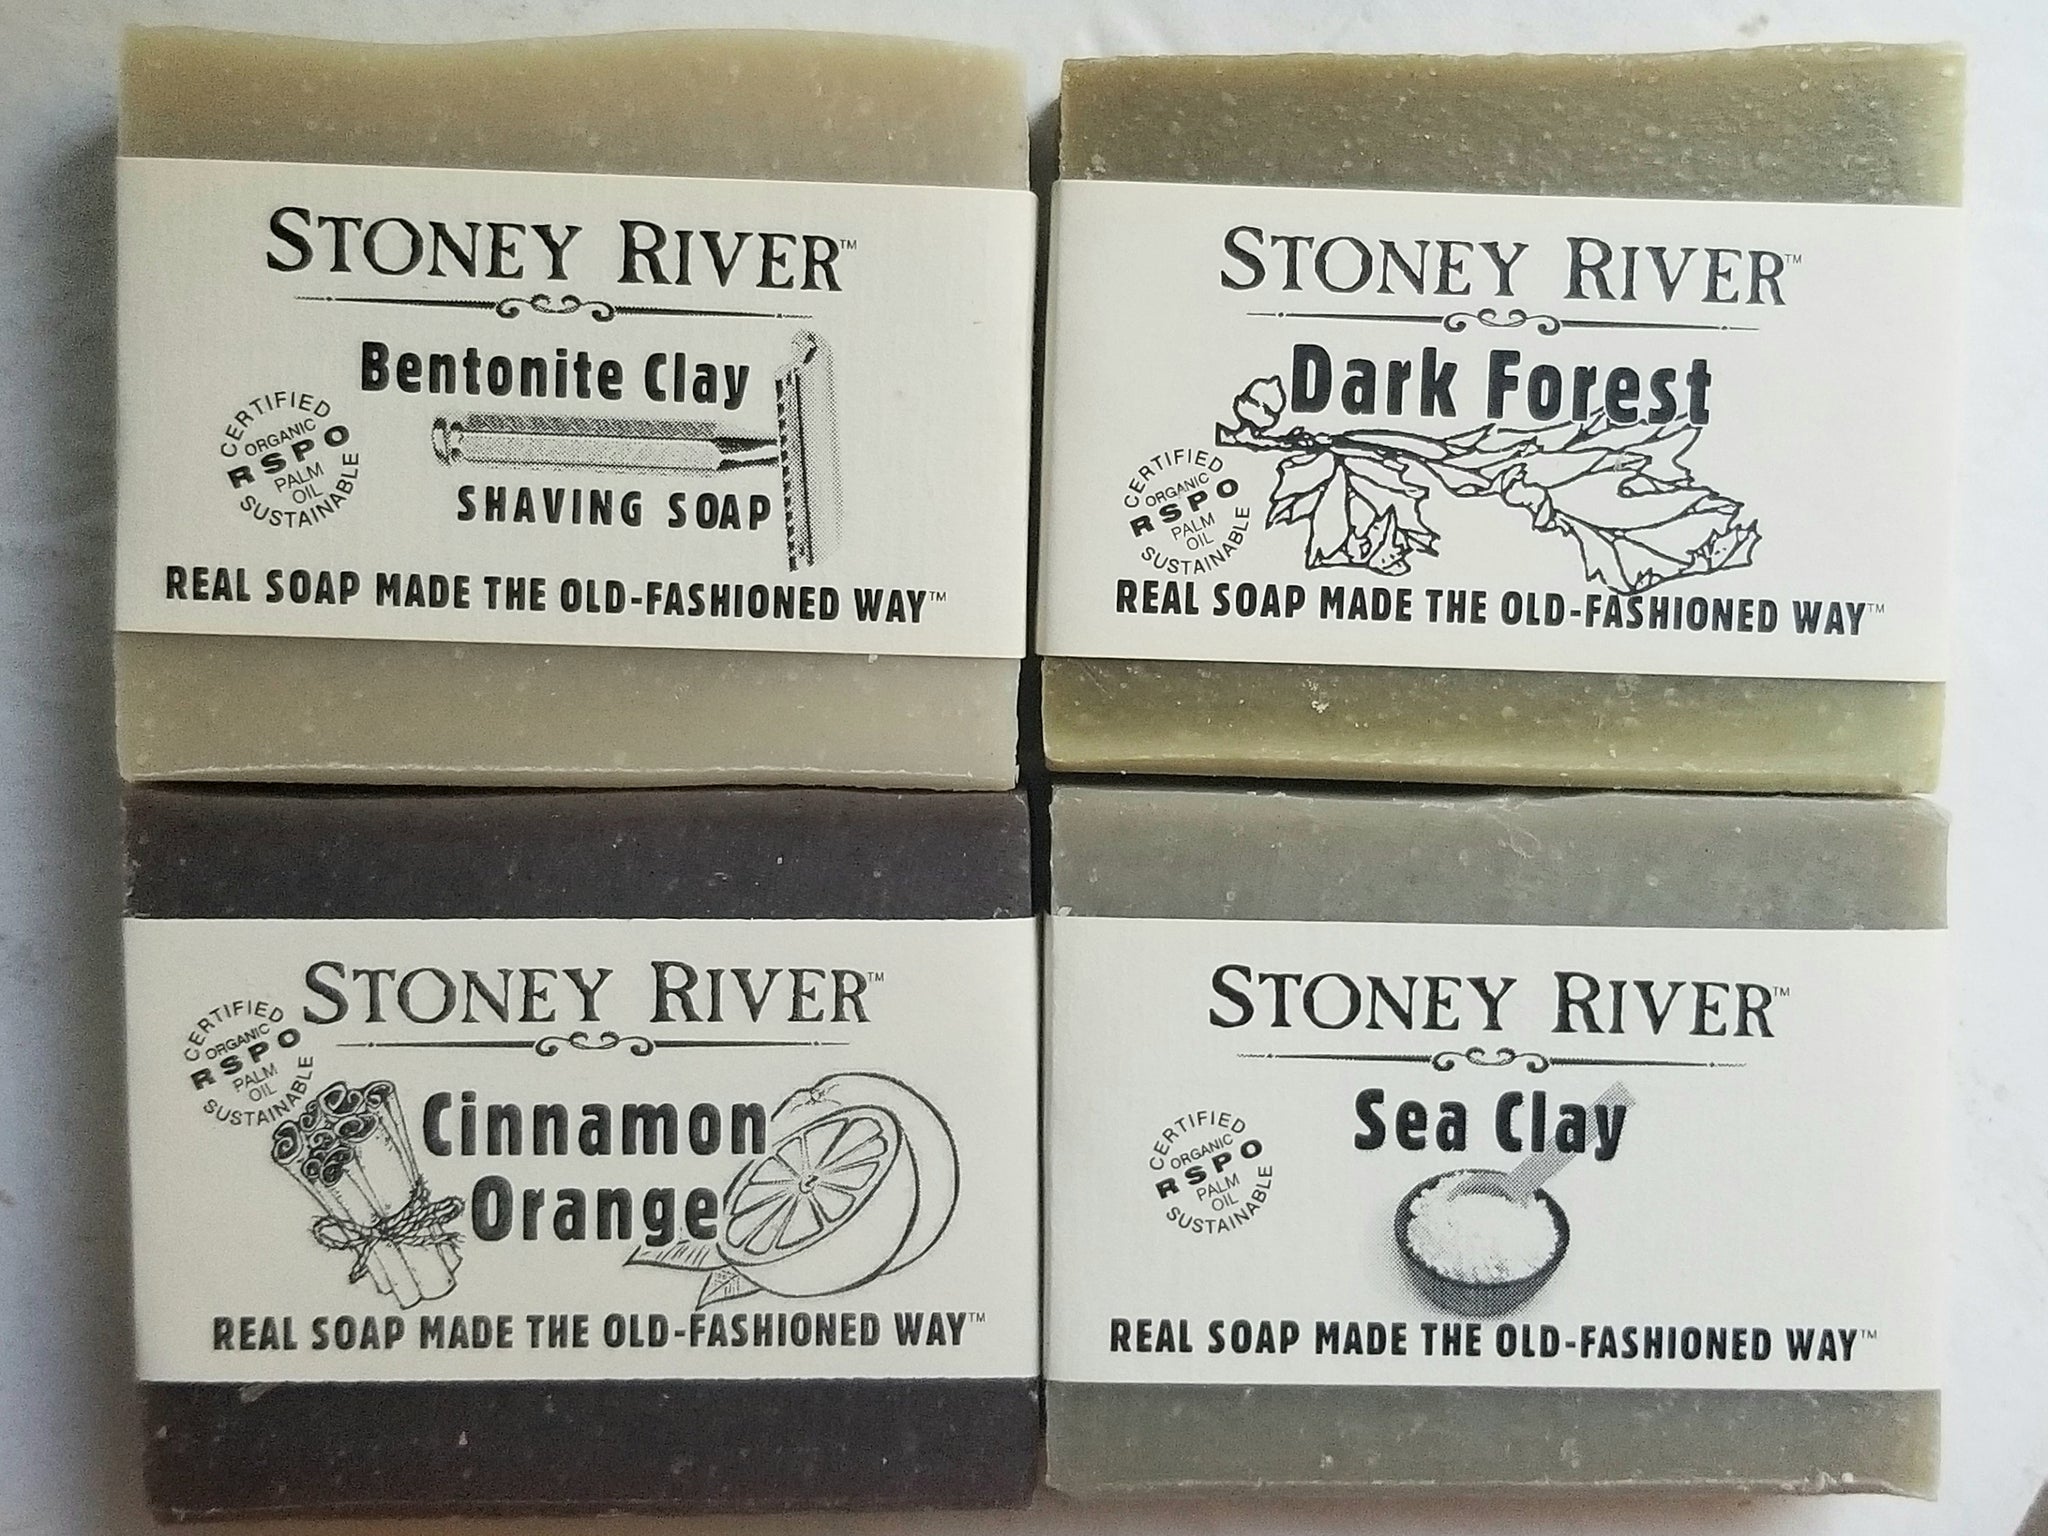 STONEY RIVER™
Bentonite Clay
CERTIFIED
ORGANIC
RSPO
PALM
OIL
SUSTAINABLE
SHAVING SOAP
REAL SOAP MADE THE OLD-FASHIONED WAY™
STONEY RIVER™
Dark Forest
CERTIFIED
ORGANIC
RSPO
PALM
OIL
SUSTAINABLE
REAL SOAP MADE THE OLD-FASHIONED WAY™
STONEY RIVER™
CERTIFIED
ORGANIC
RSPO
PALM
OIL
SUSTAINABLE
Cinnamon
Orange
REAL SOAP MADE THE OLD-FASHIONED WAY™
STONEY RIVER™
Sea Clay
CERTIFIED
ORGANIC
RSPO
PALM
OIL
SUSTAINABLE
REAL SOAP MADE THE OLD-FASHIONED WAY™